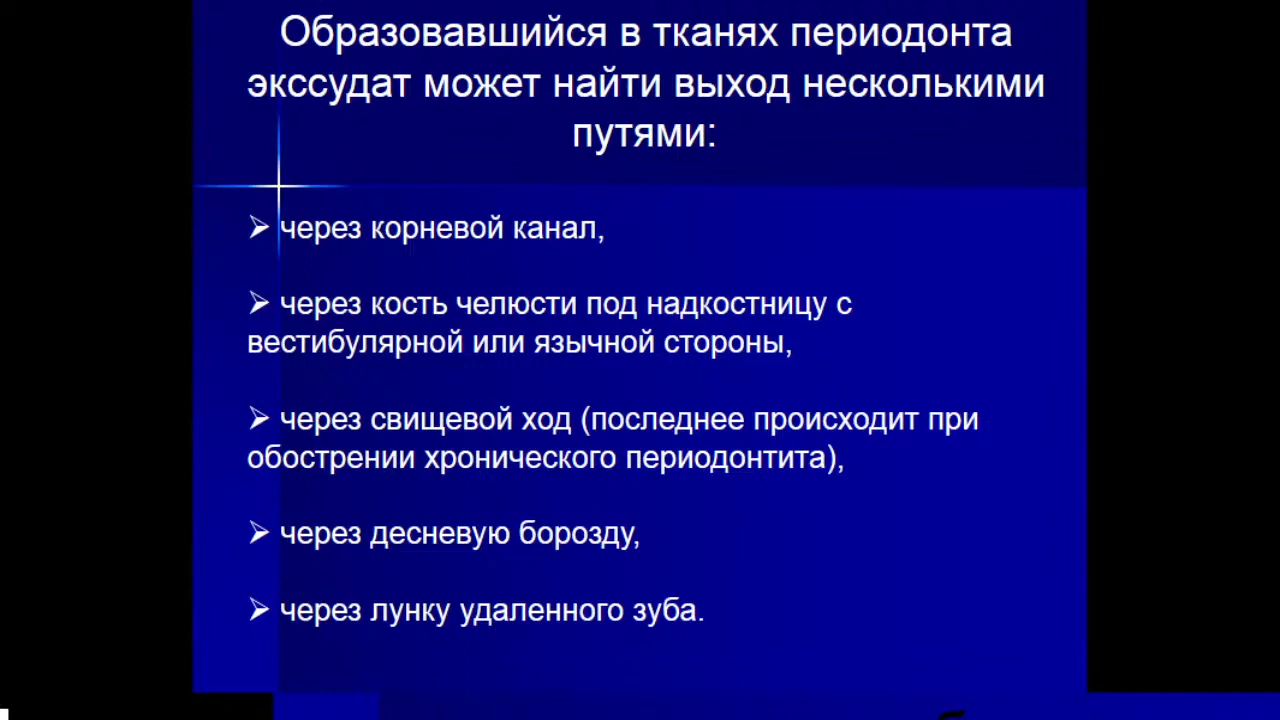 Образовавшийся в тканях периодонта
экссудат может найти выход несколькими
путями:
➢ через корневой канал,
➢ через кость челюсти под надкостницу с
вестибулярной или язычной стороны,
➢ через свищевой ход (последнее происходит при
обострении хронического периодонтита),
➢ через десневую борозду,
➢ через лунку удаленного зуба.